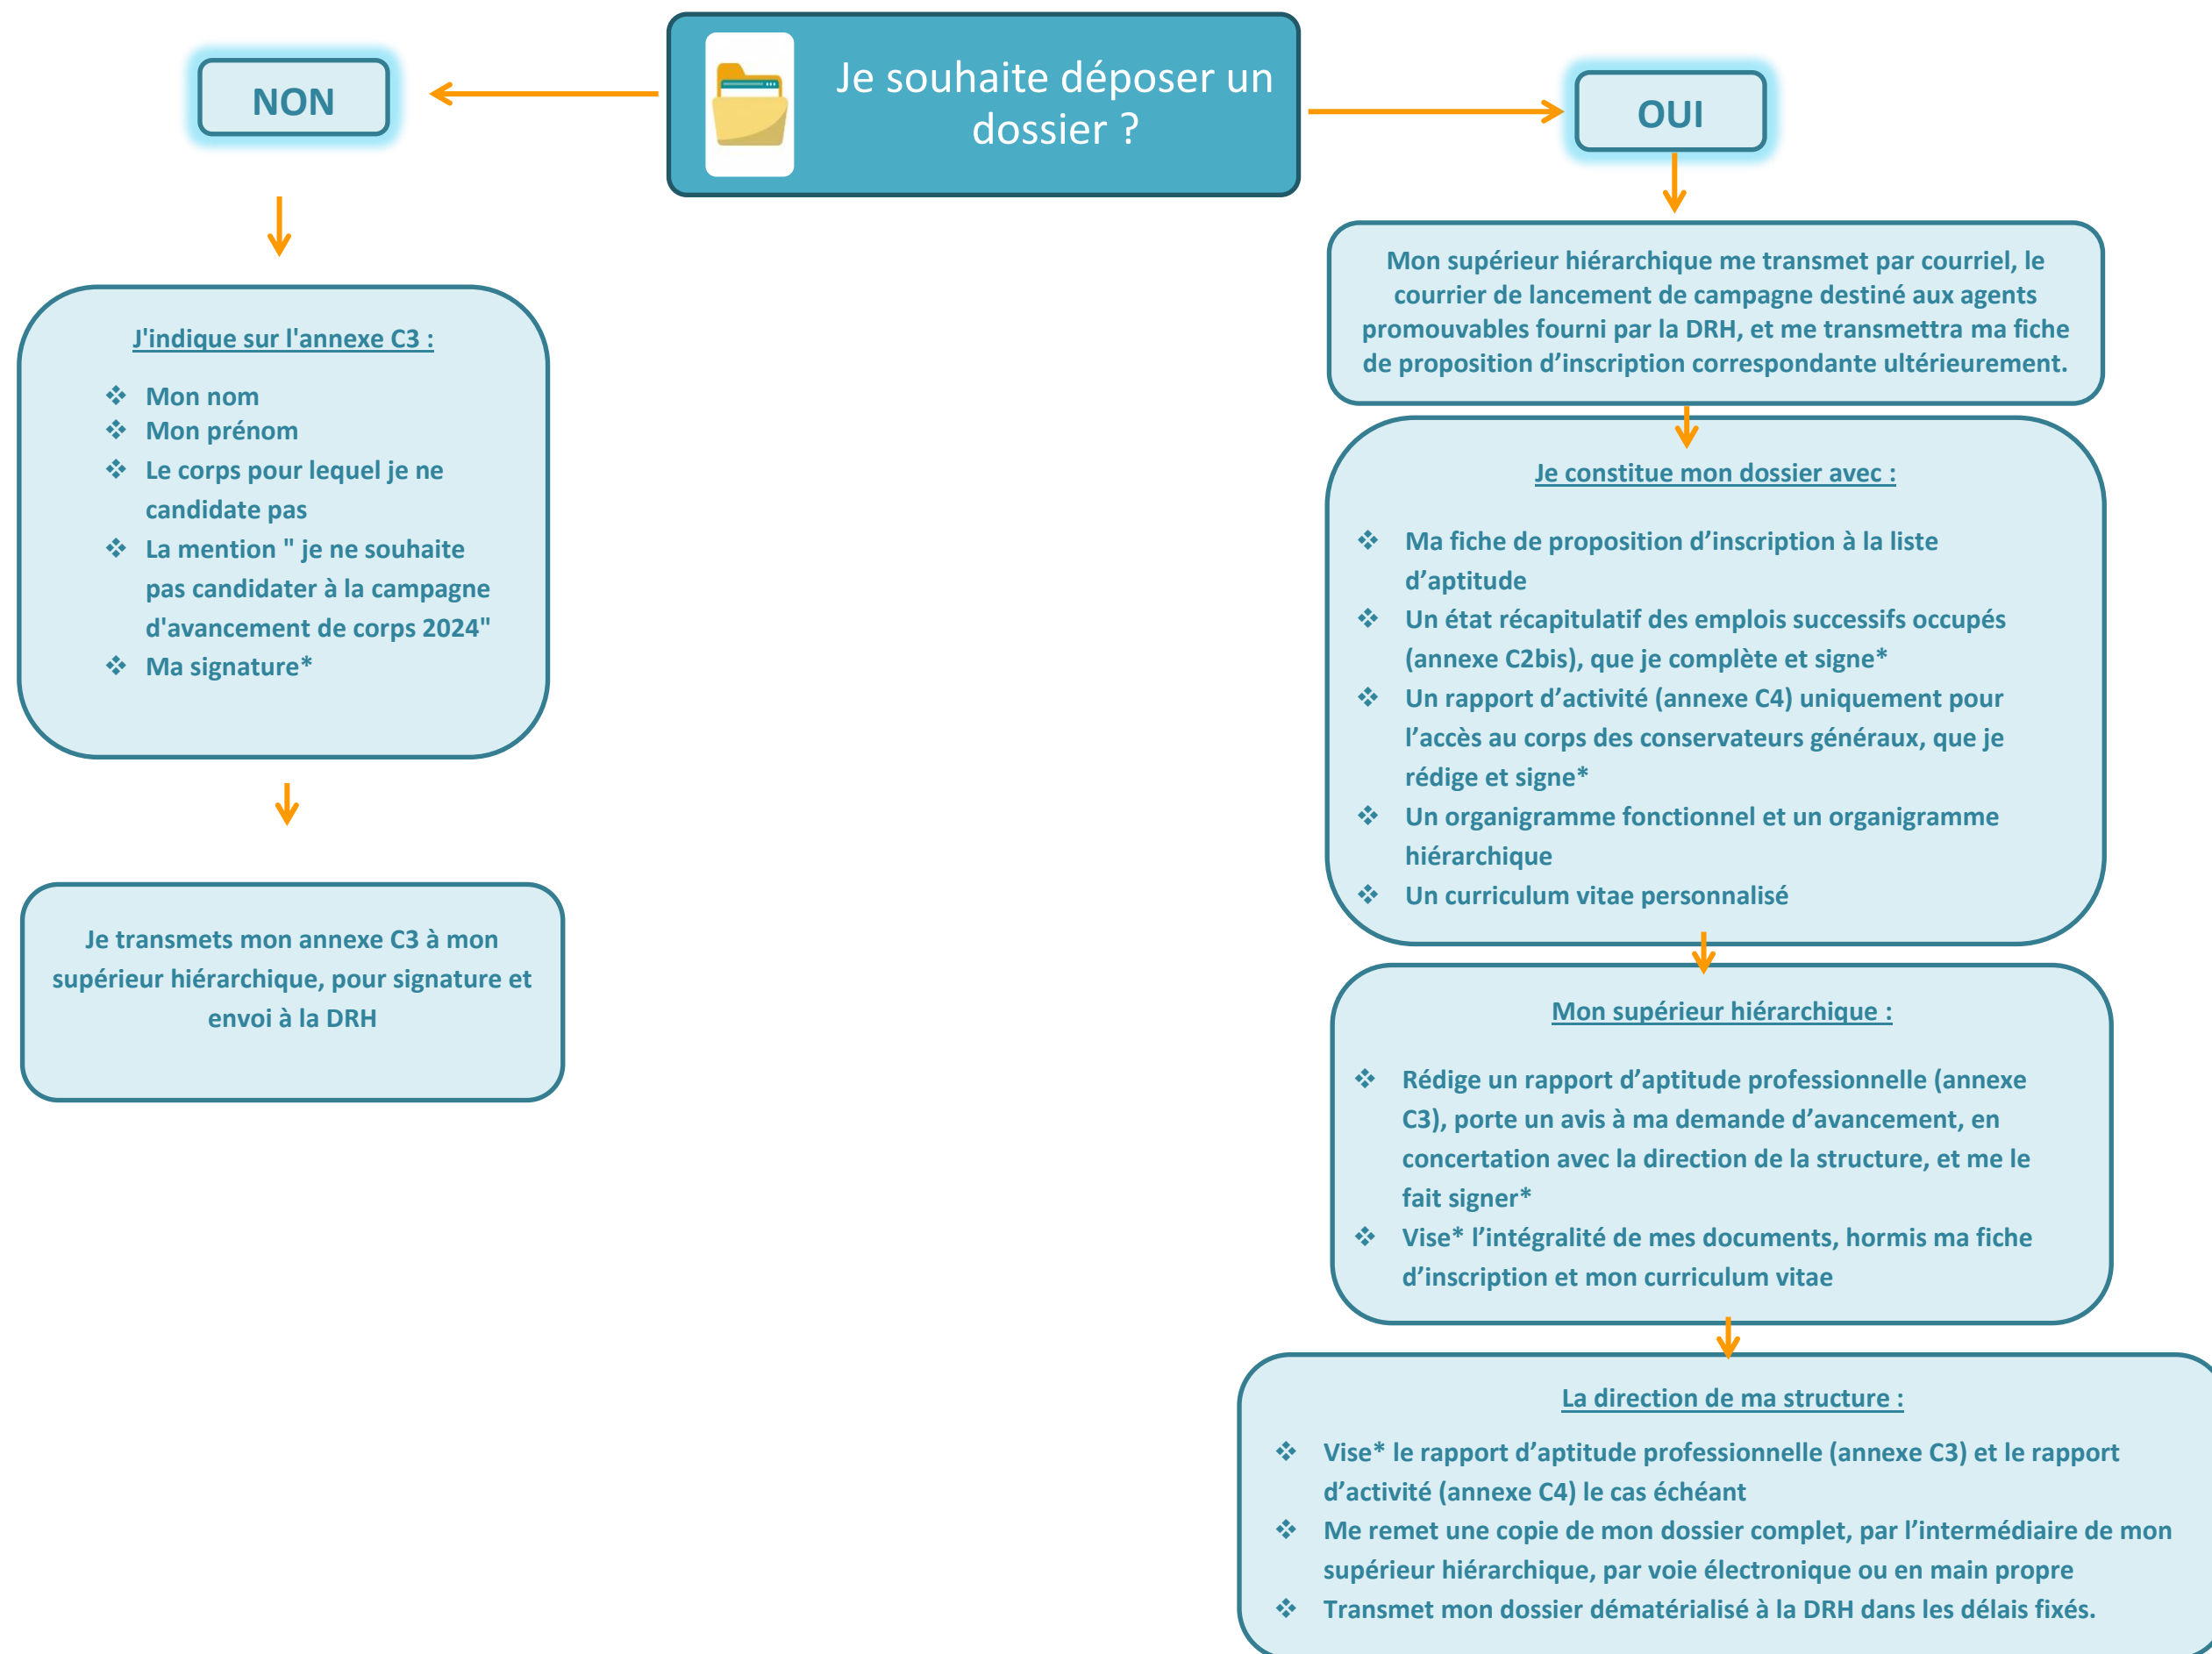 Je souhaite déposer un
dossier ?
NON
J'indique sur l'annexe C3 :
❖ Mon nom
❖ Mon prénom
❖ Le corps pour lequel je ne
candidate pas
❖ La mention " je ne souhaite
pas candidater à la campagne
d'avancement de corps 2024"
❖ Ma signature*
Je transmets mon annexe C3 à mon
supérieur hiérarchique, pour signature et
envoi à la DRH
OUI
Mon supérieur hiérarchique me transmet par courriel, le
courrier de lancement de campagne destiné aux agents
promouvables fourni par la DRH, et me transmettra ma fiche
de proposition d’inscription correspondante ultérieurement.
Je constitue mon dossier avec :
❖ Ma fiche de proposition d’inscription à la liste
d’aptitude
❖ Un état récapitulatif des emplois successifs occupés
(annexe C2bis), que je complète et signe*
❖ Un rapport d’activité (annexe C4) uniquement pour
l’accès au corps des conservateurs généraux, que je
rédige et signe*
❖ Un organigramme fonctionnel et un organigramme
hiérarchique
❖ Un curriculum vitae personnalisé
Mon supérieur hiérarchique :
❖ Rédige un rapport d’aptitude professionnelle (annexe
C3), porte un avis à ma demande d’avancement, en
concertation avec la direction de la structure, et me le
fait signer*
❖ Vise* l’intégralité de mes documents, hormis ma fiche
d’inscription et mon curriculum vitae
La direction de ma structure :
❖ Vise* le rapport d’aptitude professionnelle (annexe C3) et le rapport
d’activité (annexe C4) le cas échéant
❖ Me remet une copie de mon dossier complet, par l’intermédiaire de mon
supérieur hiérarchique, par voie électronique ou en main propre
❖ Transmet mon dossier dématérialisé à la DRH dans les délais fixés.